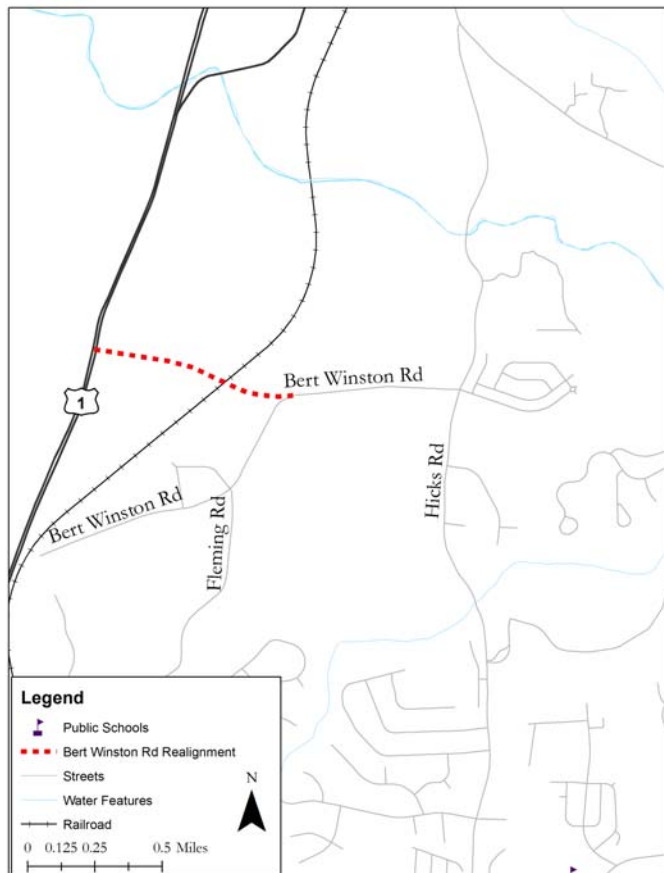 Bert Winston Rd
1
Hicks Rd
Bert Winston Rd
Fleming Rd
Legend
Public Schools
Bert Winston Rd Realignment
Streets
N
Water Features
Railroad
0 0.125 0.25 0.5 Miles